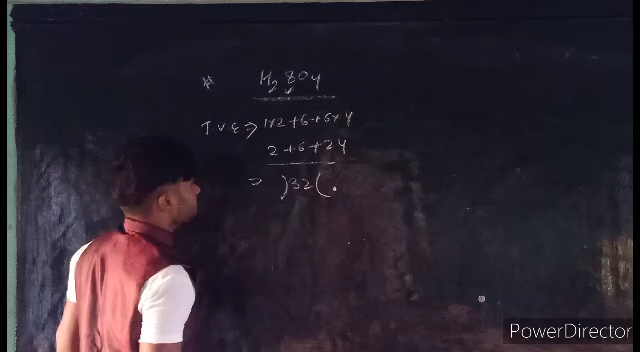 * H₂SO₄
T.V.E ⇒ 1×2+6+6×4
2+6+24
⇒ )32(.
PowerDirector